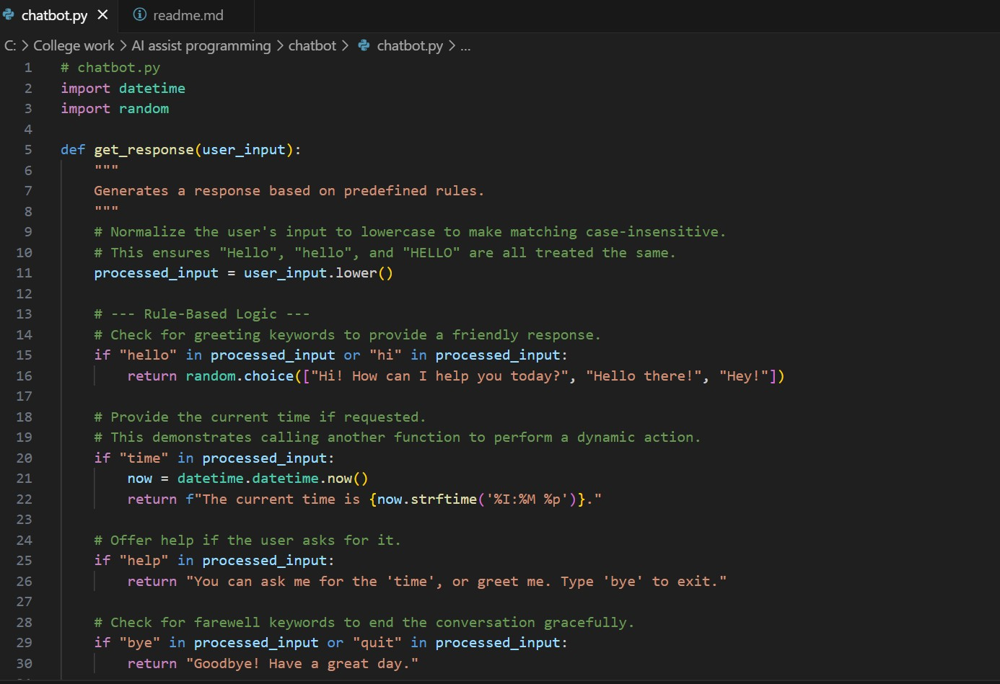 chatbot.py
readme.md
C: > College work > AI assist programming > chatbot > chatbot.py > ...
1 # chatbot.py
2 import datetime
3 import random
4
5 def get_response(user_input):
6     """
7     Generates a response based on predefined rules.
8     """
9     # Normalize the user's input to lowercase to make matching case-insensitive.
10     # This ensures "Hello", "hello", and "HELLO" are all treated the same.
11     processed_input = user_input.lower()
12
13     # --- Rule-Based Logic ---
14     # Check for greeting keywords to provide a friendly response.
15     if "hello" in processed_input or "hi" in processed_input:
16         return random.choice(["Hi! How can I help you today?", "Hello there!", "Hey!"])
17
18     # Provide the current time if requested.
19     # This demonstrates calling another function to perform a dynamic action.
20     if "time" in processed_input:
21         now = datetime.datetime.now()
22         return f"The current time is {now.strftime('%I:%M %p')}."
23
24     # Offer help if the user asks for it.
25     if "help" in processed_input:
26         return "You can ask me for the 'time', or greet me. Type 'bye' to exit."
27
28     # Check for farewell keywords to end the conversation gracefully.
29     if "bye" in processed_input or "quit" in processed_input:
30         return "Goodbye! Have a great day."